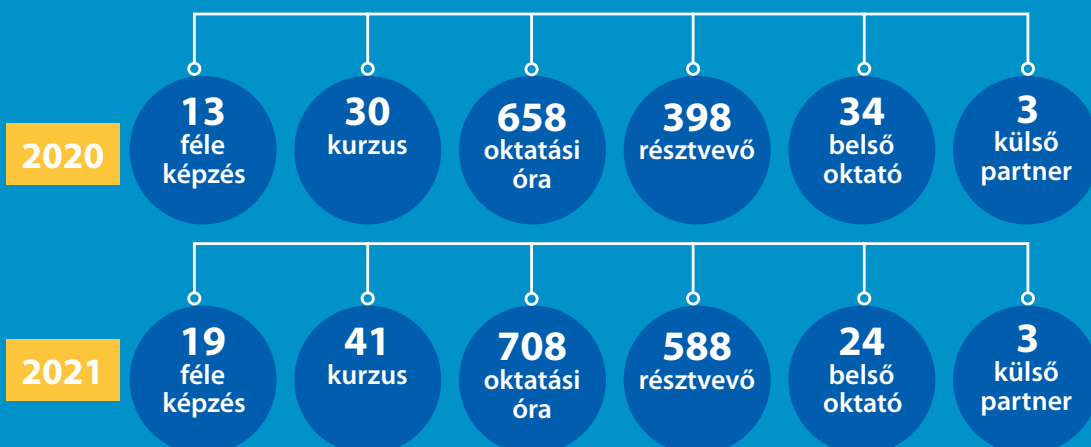 2020
13
féle
képzés
30
kurzus
658
oktatási
óra
398
résztvevő
34
belső
oktató
3
külső
partner
2021
19
féle
képzés
41
kurzus
708
oktatási
óra
588
résztvevő
24
belső
oktató
3
külső
partner